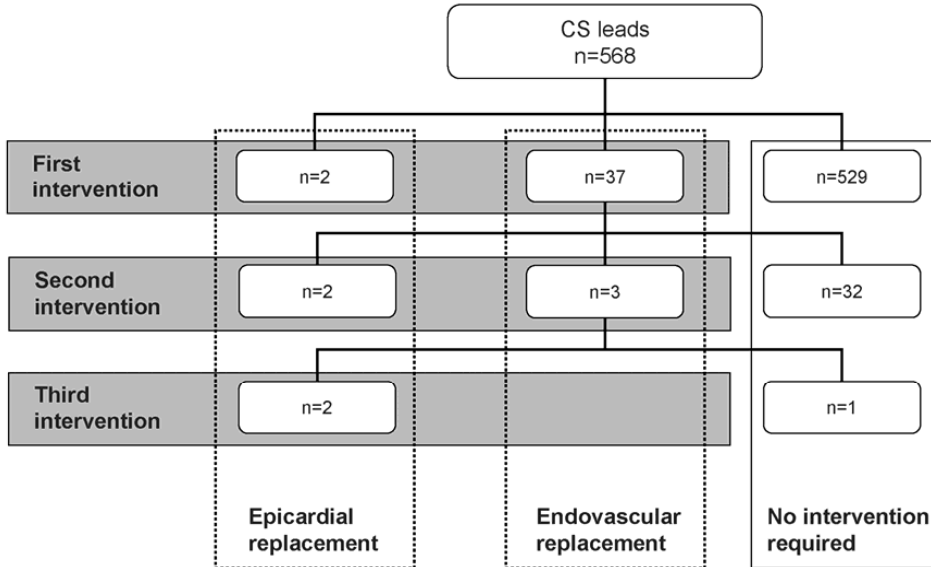 CS leads
n=568
First
intervention
n=2
n=37
n=529
Second
intervention
n=2
n=3
n=32
Third
intervention
n=2
n=1
Epicardial
replacement
Endovascular
replacement
No intervention
required